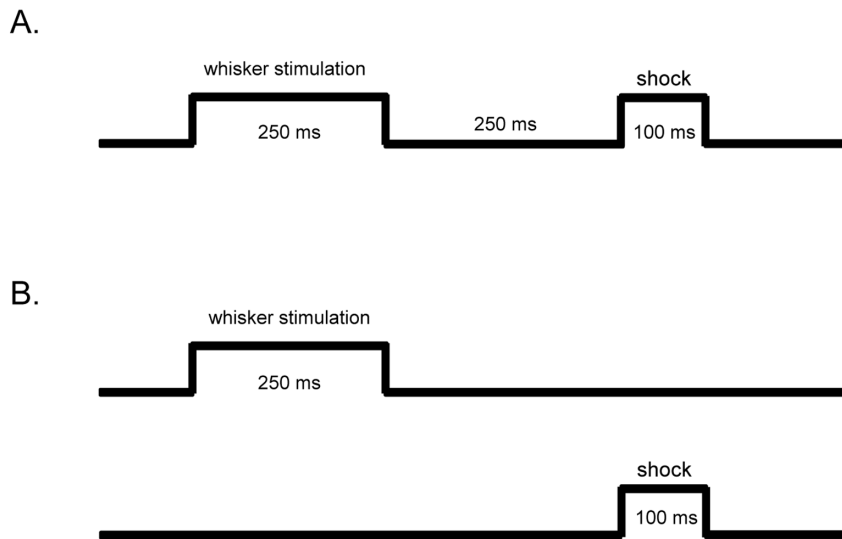 A.
whisker stimulation
shock
250 ms
250 ms
100 ms
B.
whisker stimulation
250 ms
shock
100 ms